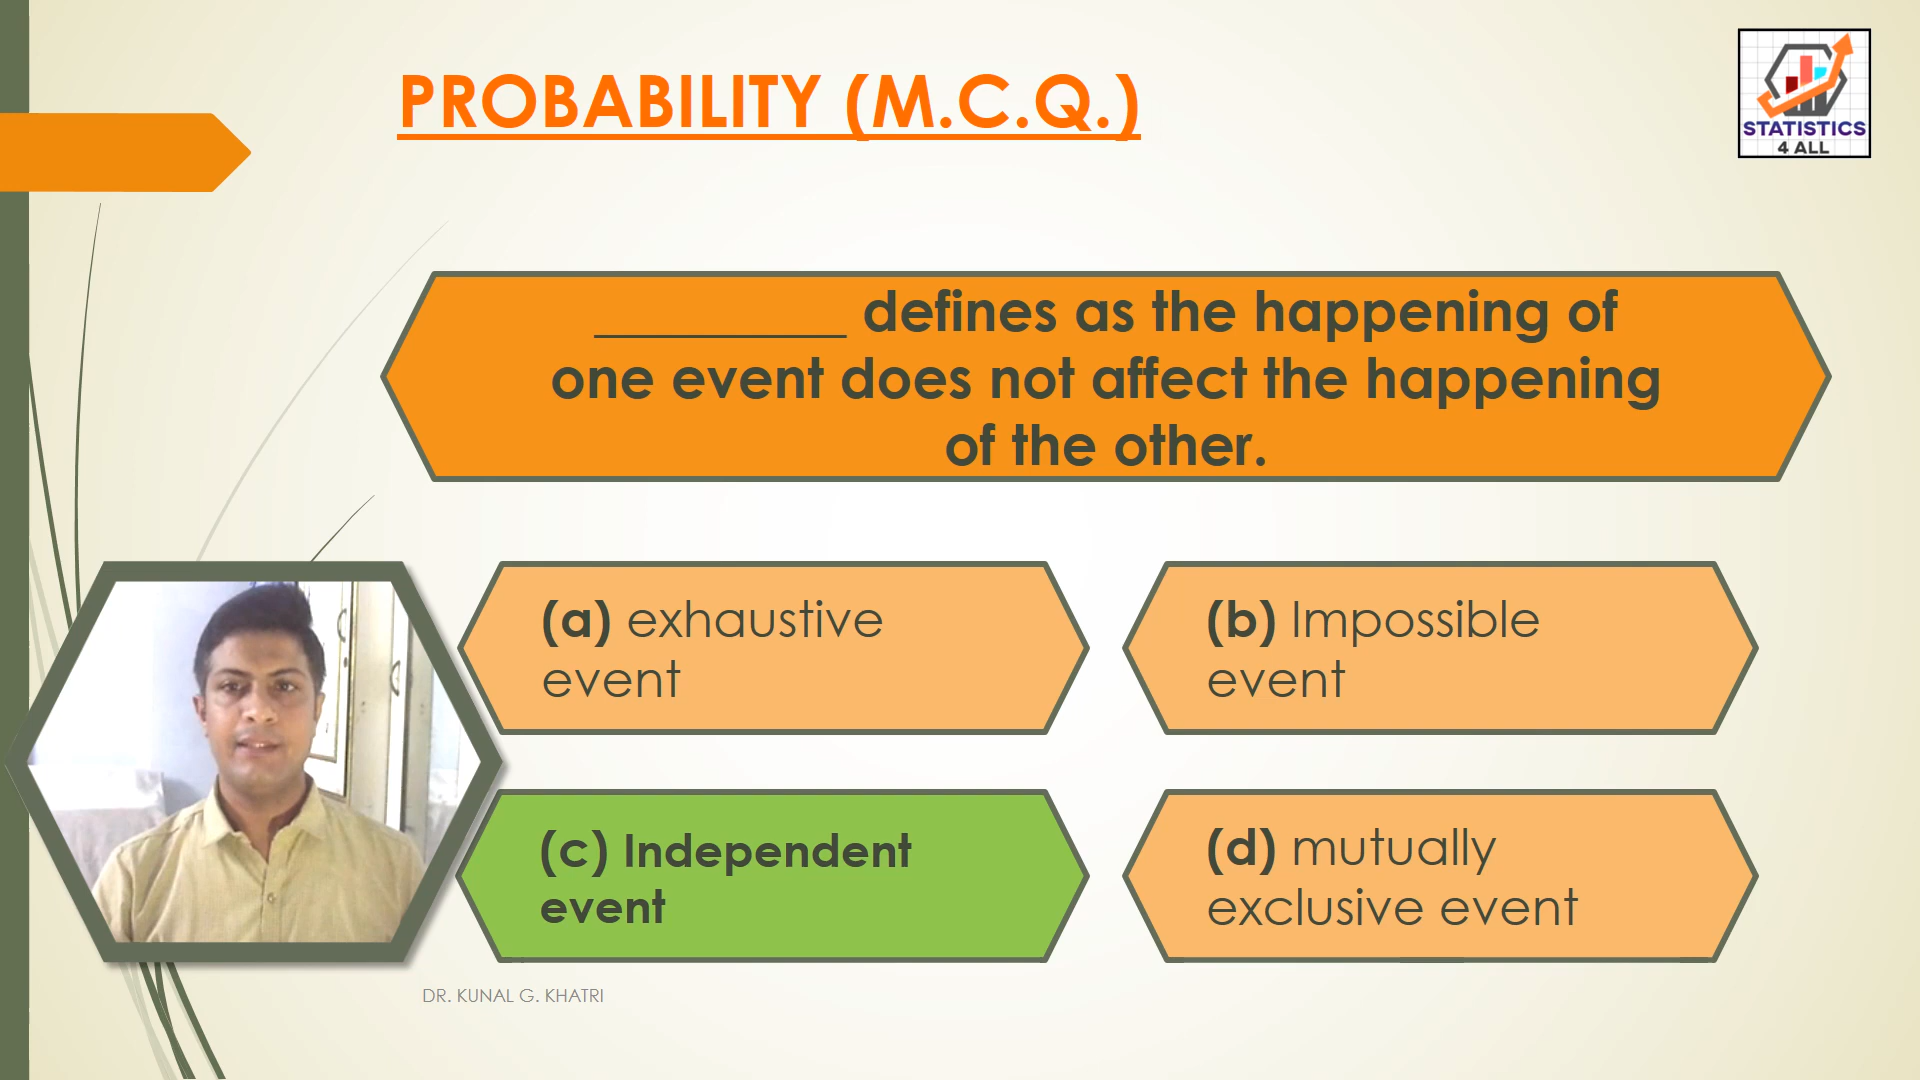 PROBABILITY (M.C.Q.)
STATISTICS
4 ALL
_________ defines as the happening of
one event does not affect the happening
of the other.
(a) exhaustive
event
(b) Impossible
event
(c) Independent
event
(d) mutually
exclusive event
DR. KUNAL G. KHATRI